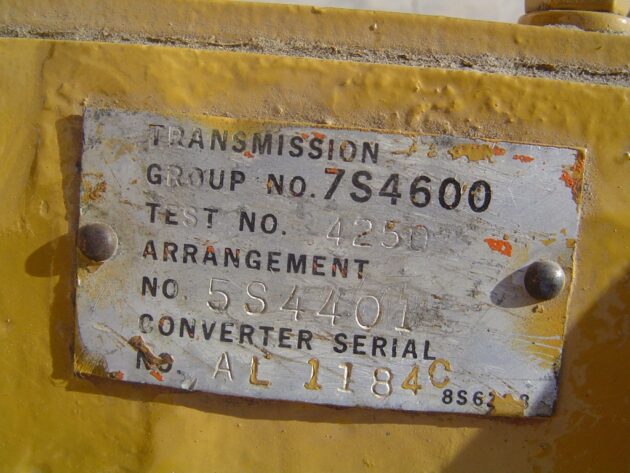 TRANSMISSION
GROUP NO. 7S4600
TEST NO. 4250
ARRANGEMENT
NO. 5S4401
CONVERTER SERIAL
NO. AL 1184C